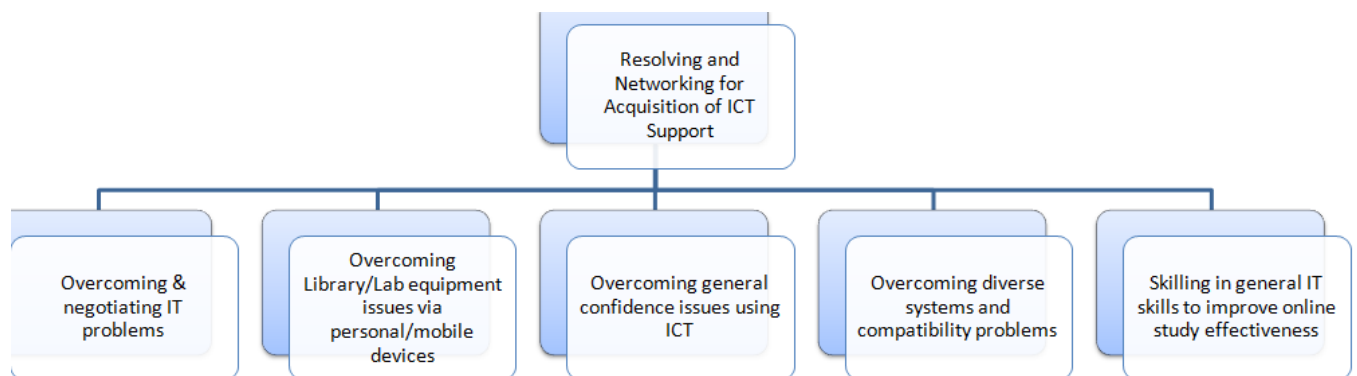 Resolving and
Networking for
Acquisition of ICT
Support
Overcoming &
negotiating IT
problems
Overcoming
Library/Lab equipment
issues via
personal/mobile
devices
Overcoming general
confidence issues using
ICT
Overcoming diverse
systems and
compatibility problems
Skilling in general IT
skills to improve online
study effectiveness